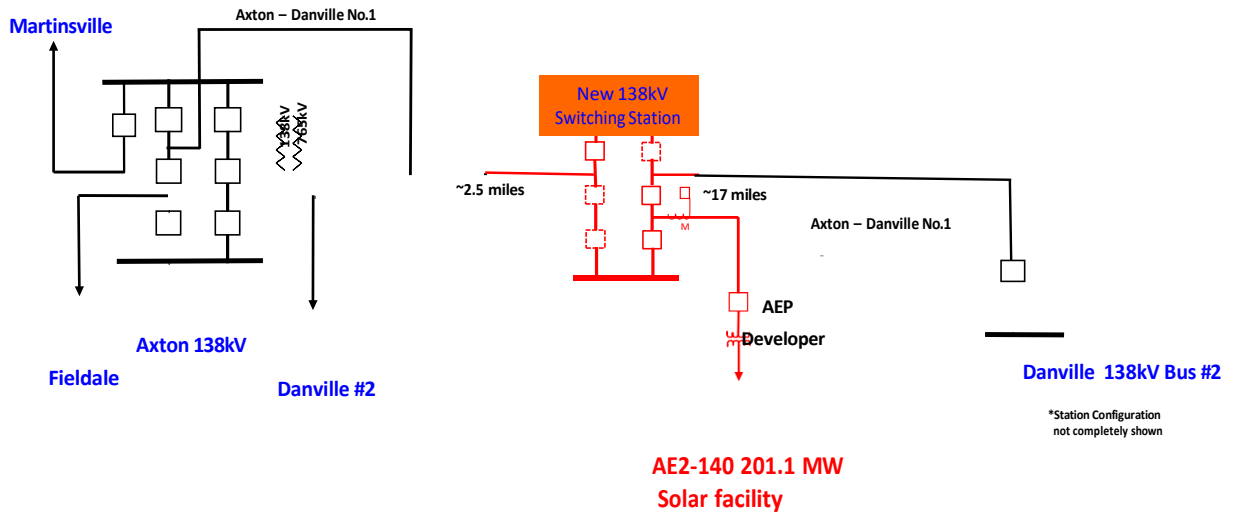 Martinsville
Axton – Danville No.1
138kV
765kV
New 138kV
Switching Station
~2.5 miles
~17 miles
M
Axton – Danville No.1
AEP
Developer
Axton 138kV
Fieldale
Danville #2
Danville 138kV Bus #2
*Station Configuration
not completely shown
AE2-140 201.1 MW
Solar facility